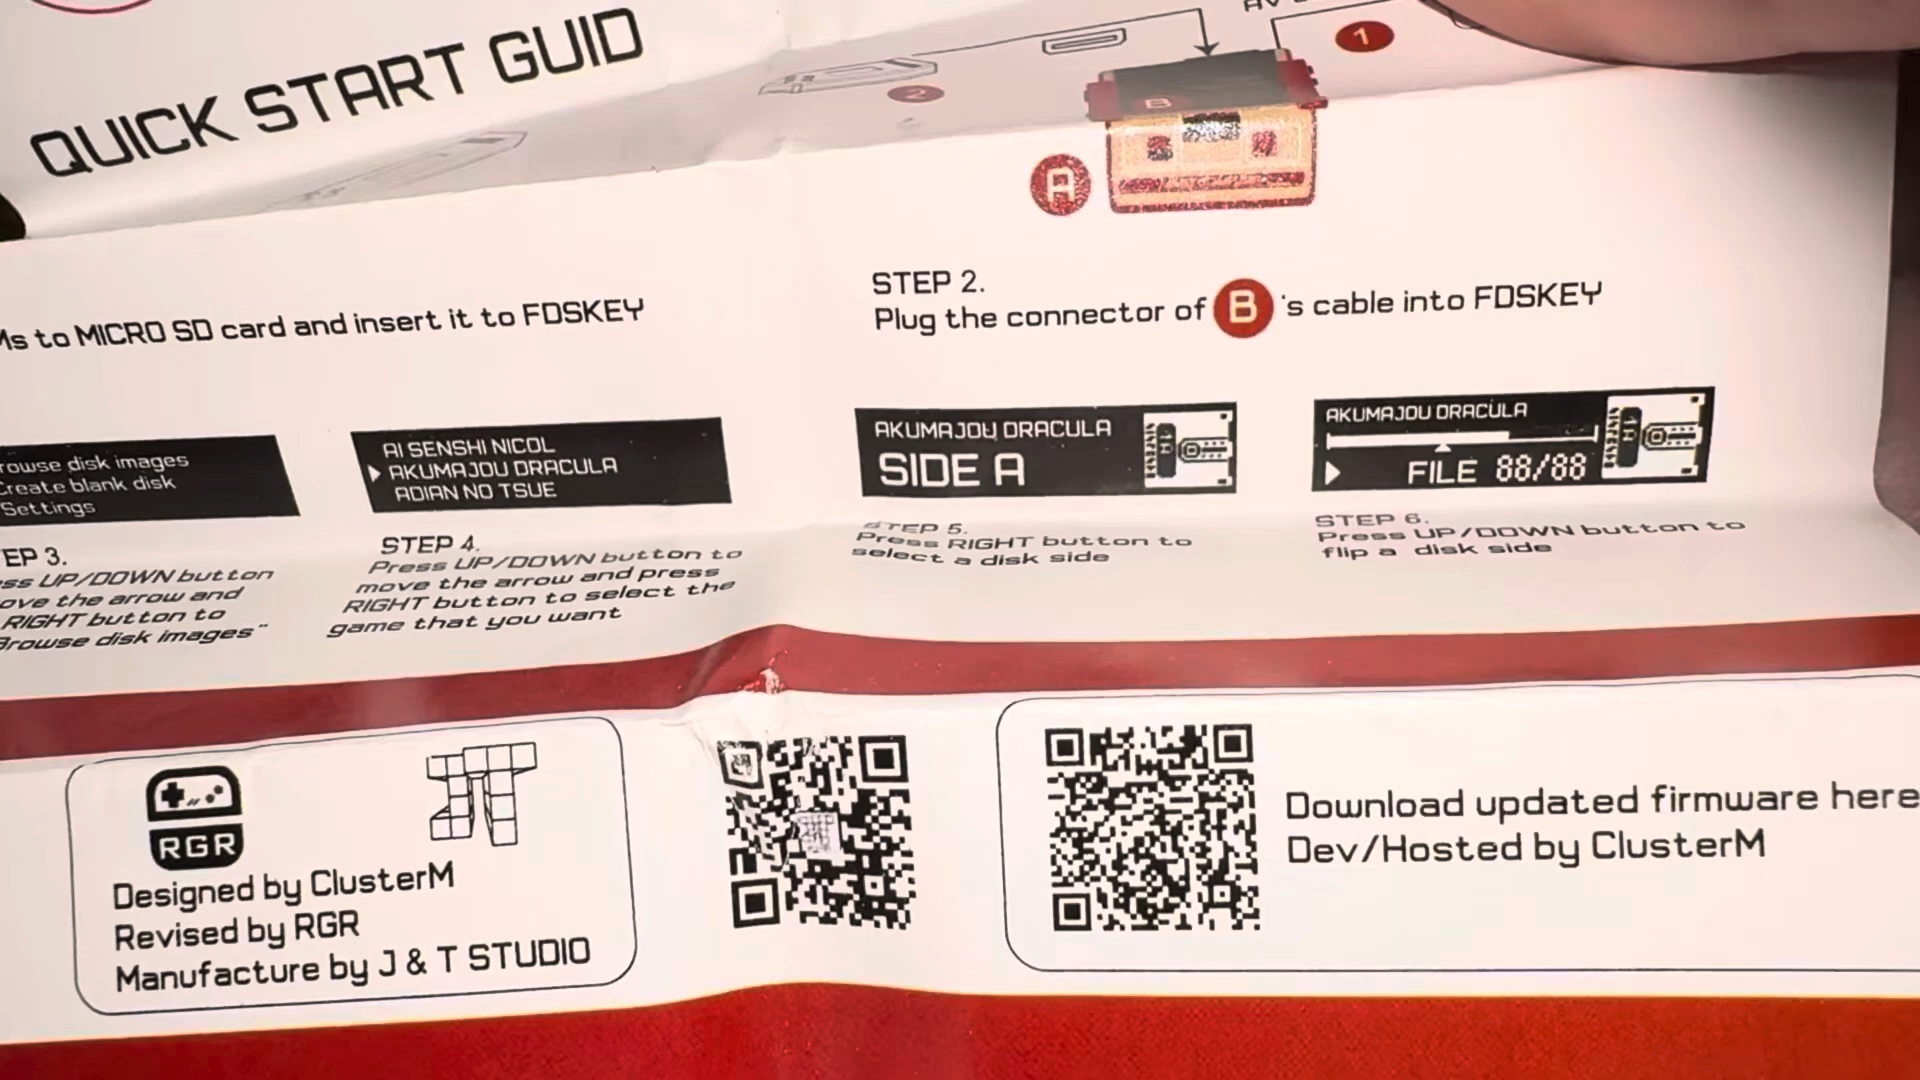 QUICK START GUID
2
1
B
A
STEP 2.
Plug the connector of B 's cable into FDSKEY
Ms to MICRO SD card and insert it to FDSKEY
rowse disk images
Create blank disk
Settings
AI SENSHI NICOL
AKUMAJOU DRACULA
ADIAN NO TSUE
AKUMAJOU DRACULA
SIDE A
AKUMAJOU DRACULA
FILE 88/88
EP 3.
ss UP/DOWN button
ove the arrow and
RIGHT button to
Browse disk images"
STEP 4.
Press UP/DOWN button to
move the arrow and press
RIGHT button to select the
game that you want
STEP 5.
Press RIGHT button to
select a disk side
STEP 6.
Press UP/DOWN button to
flip a disk side
RGR
Designed by ClusterM
Revised by RGR
Manufacture by J & T STUDIO
Download updated firmware here
Dev/Hosted by ClusterM